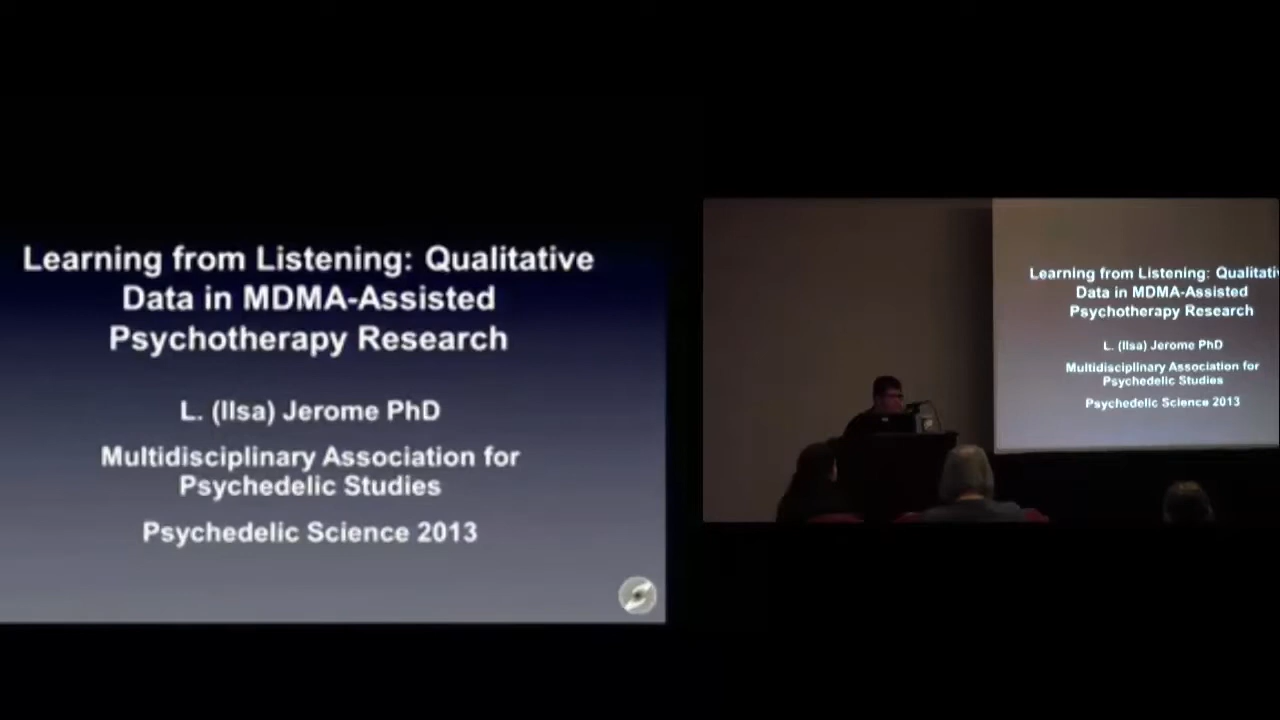 Learning from Listening: Qualitative
Data in MDMA-Assisted
Psychotherapy Research
L. (Ilsa) Jerome PhD
Multidisciplinary Association for
Psychedelic Studies
Psychedelic Science 2013
Learning from Listening: Qualitati
Data in MDMA-Assisted
Psychotherapy Research
L. (Ilsa) Jerome PhD
Multidisciplinary Association for
Psychedelic Studies
Psychedelic Science 2013